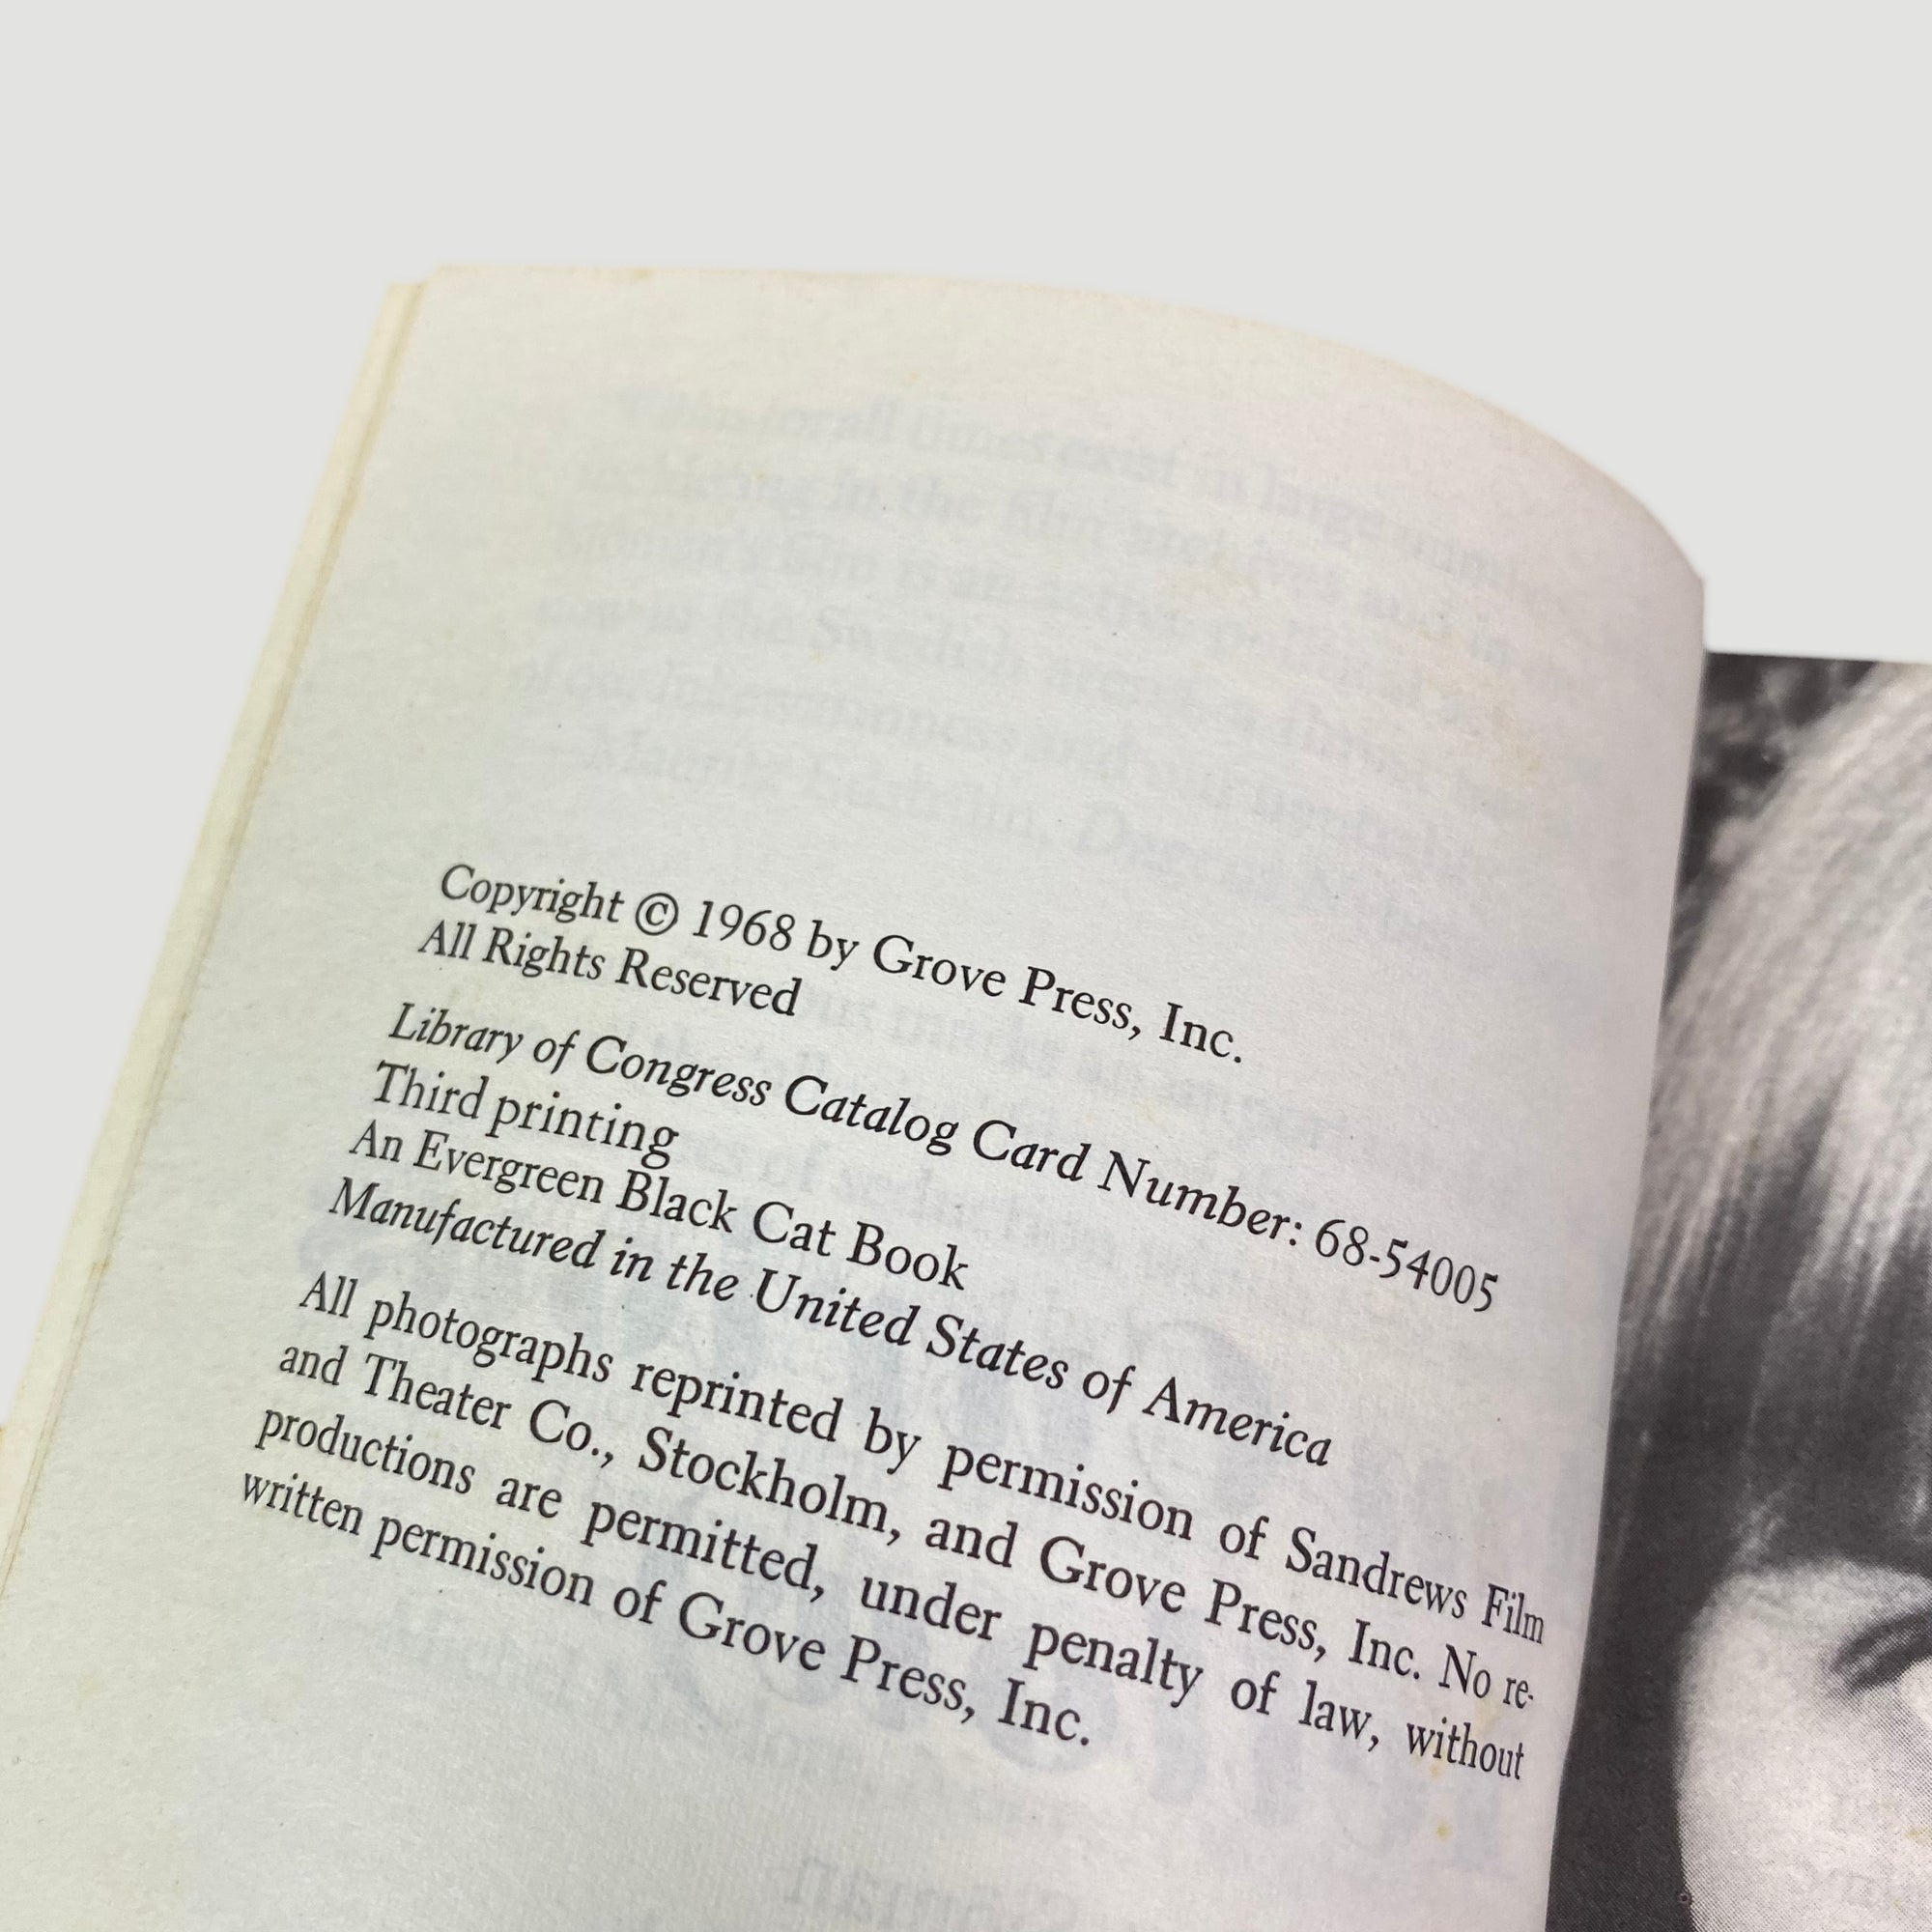 Copyright © 1968 by Grove Press, Inc.
All Rights Reserved
Library of Congress Catalog Card Number: 68-54005
Third printing
An Evergreen Black Cat Book
Manufactured in the United States of America
All photographs reprinted by permission of Sandrews Film
and Theater Co., Stockholm, and Grove Press, Inc. No re-
productions are permitted, under penalty of law, without
written permission of Grove Press, Inc.